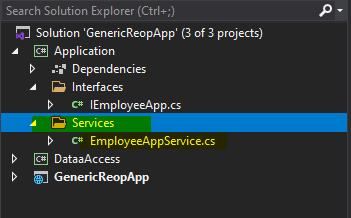 Search Solution Explorer (Ctrl+;)
Solution 'GenericReopApp' (3 of 3 projects)
C# Application
Dependencies
Interfaces
C# IEmployeeApp.cs
Services
C# EmployeeAppService.cs
C# DataaAccess
GenericReopApp